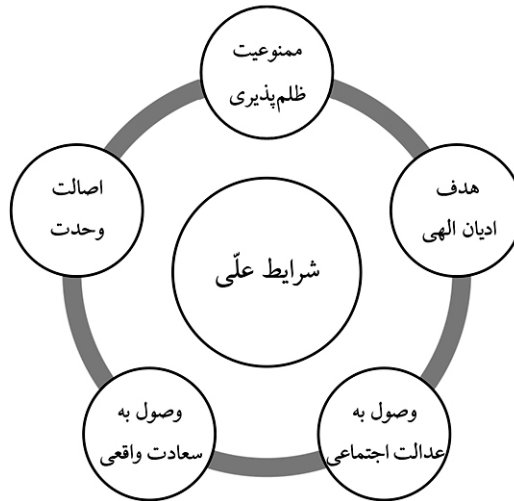 ممنوعیت
ظلم‌پذیری
هدف
ادیان الهی
اصالت
وحدت
شرایط علّی
وصول به
عدالت اجتماعی
وصول به
سعادت واقعی